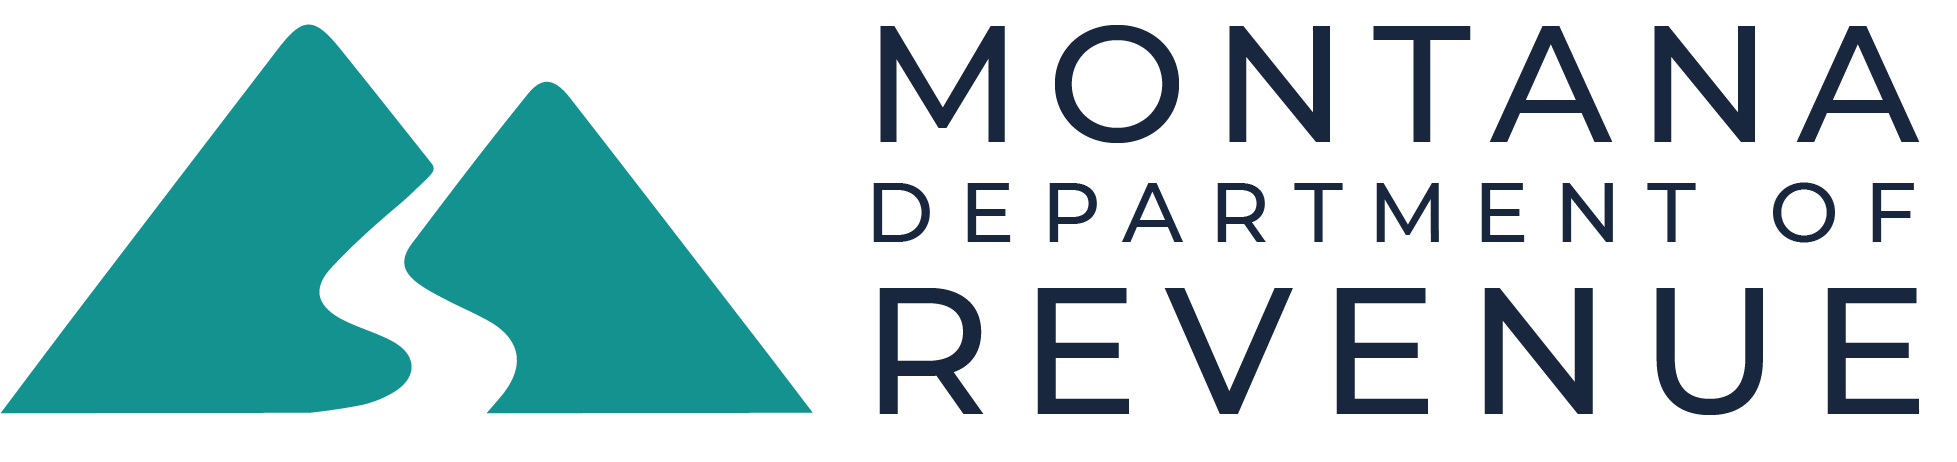 MONTANA
DEPARTMENT OF
REVENUE